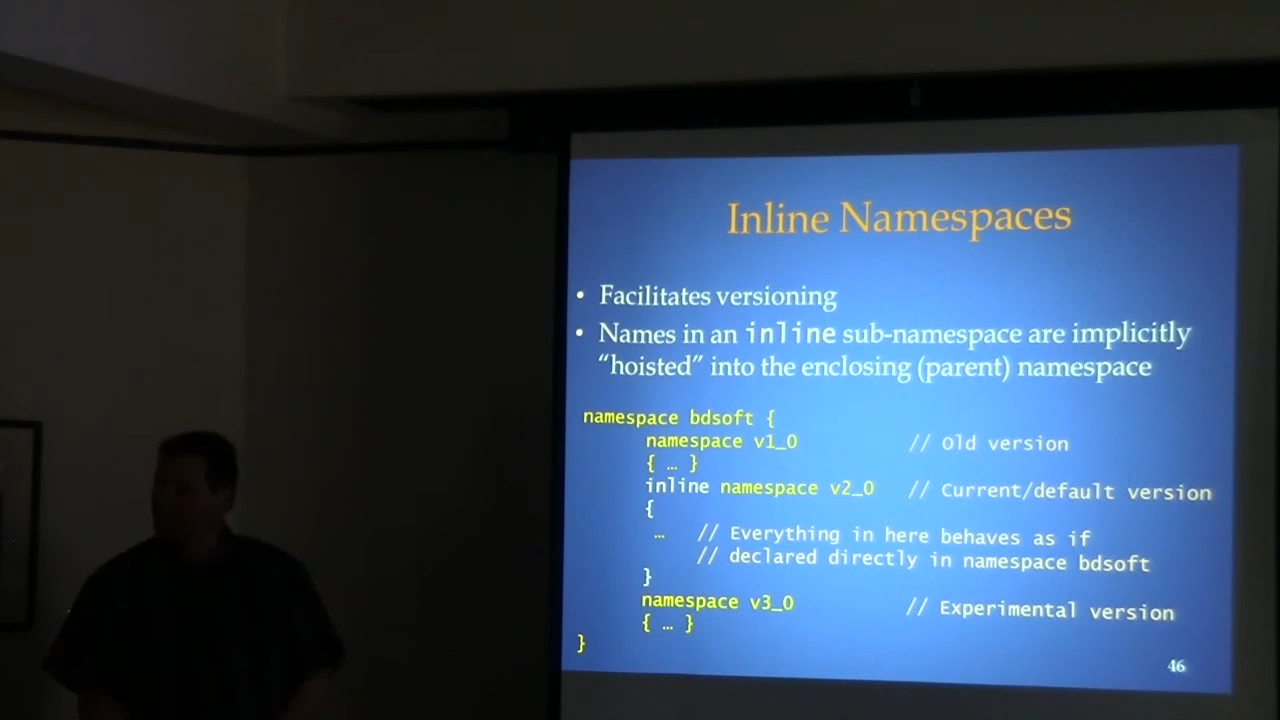 Inline Namespaces
• Facilitates versioning
• Names in an inline sub-namespace are implicitly
“hoisted” into the enclosing (parent) namespace
namespace bdsoft {
namespace v1_0 // Old version
{ … }
inline namespace v2_0 // Current/default version
{
… // Everything in here behaves as if
// declared directly in namespace bdsoft
}
namespace v3_0 // Experimental version
{ … }
}
46